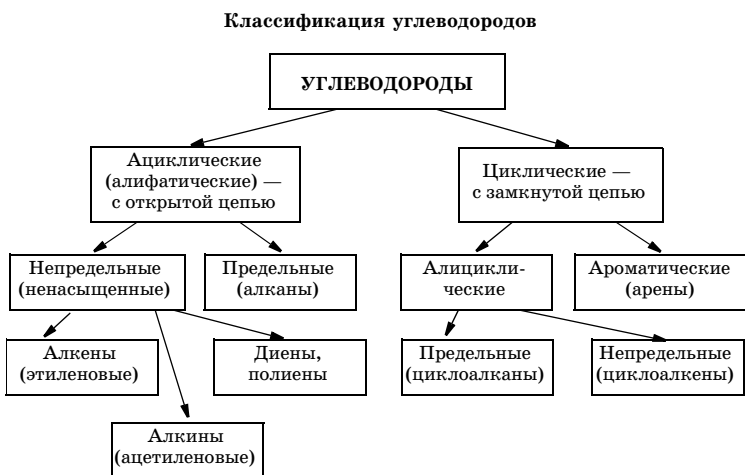 Классификация углеводородов
УГЛЕВОДОРОДЫ
Ациклические
(алифатические) —
с открытой цепью
Циклические —
с замкнутой цепью
Непредельные
(ненасыщенные)
Предельные
(алканы)
Алицикли-
ческие
Ароматические
(арены)
Алкены
(этиленовые)
Диены,
полиены
Предельные
(циклоалканы)
Непредельные
(циклоалкены)
Алкины
(ацетиленовые)